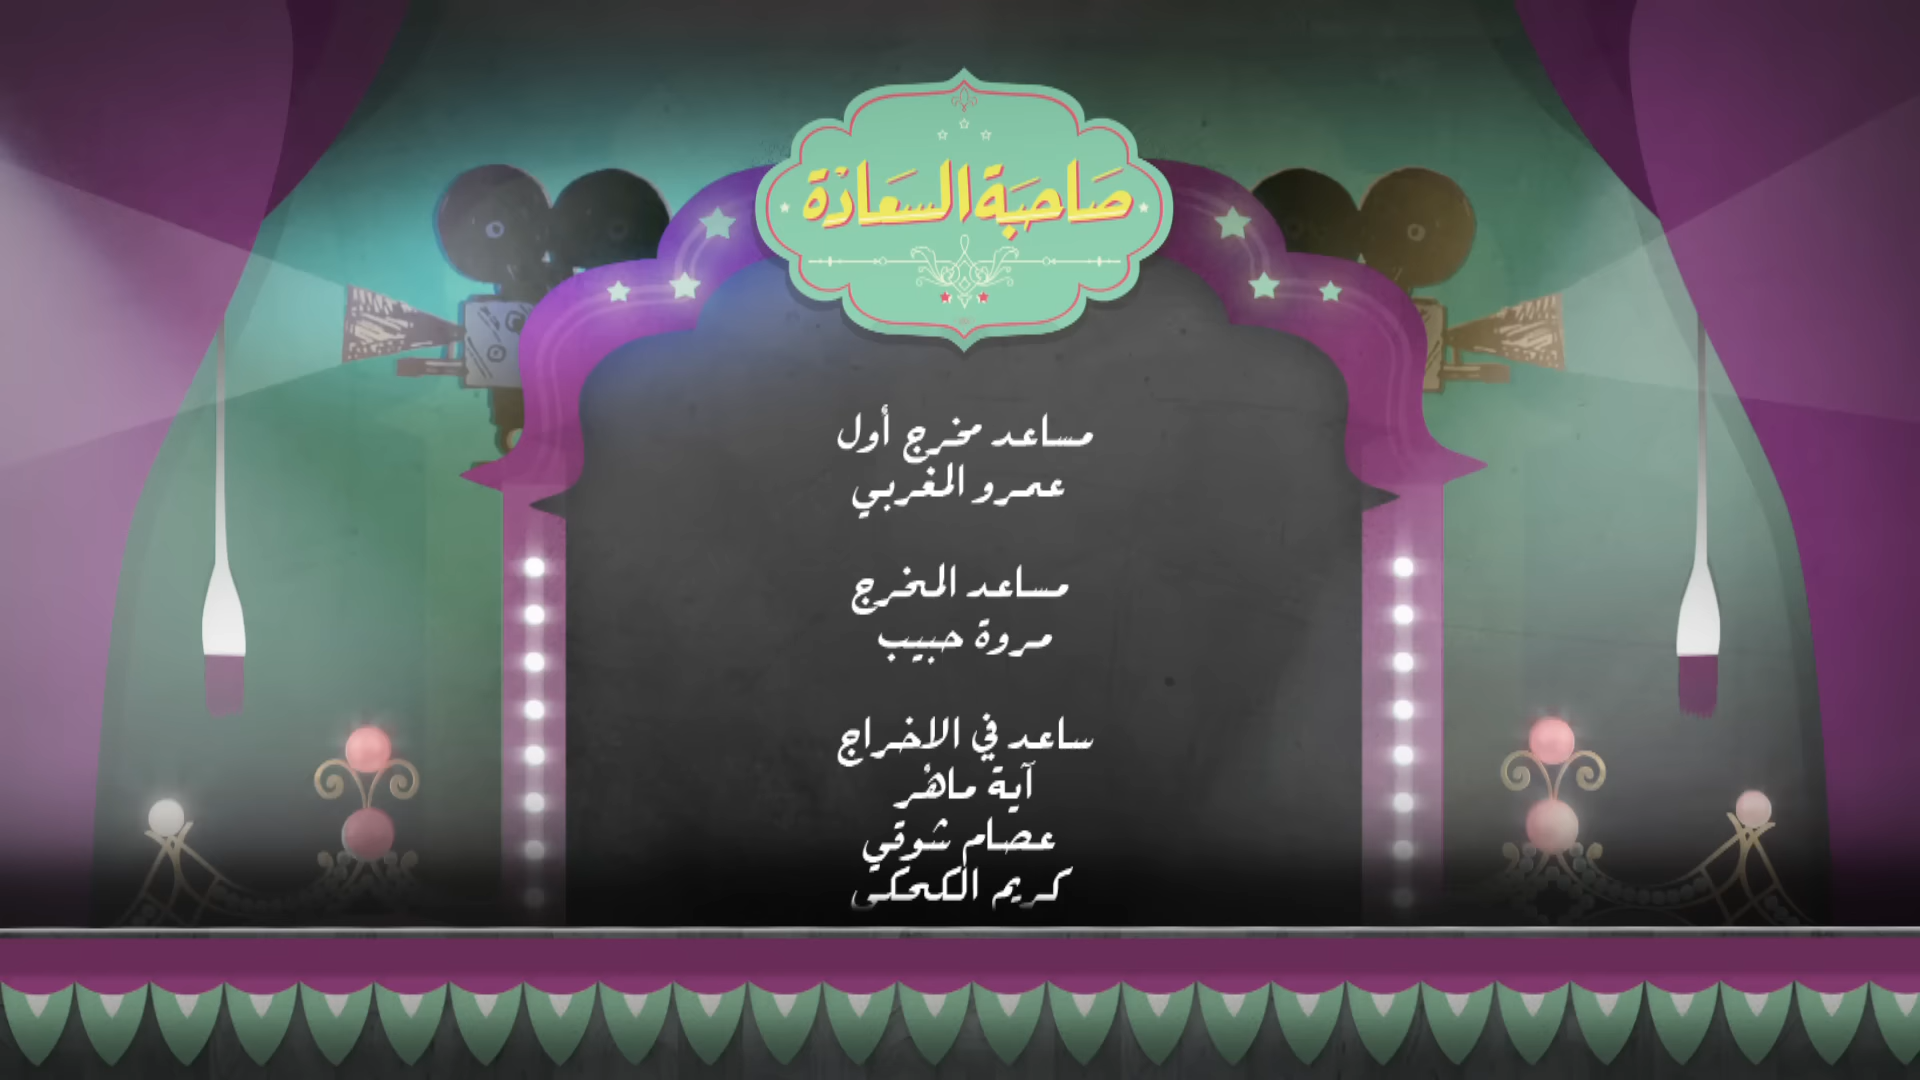 صاحبة السعادة
مساعد مخرج أول
عمرو المغربي
مساعد المخرج
مروة حبيب
ساعد في الاخراج
آية ماهر
عصام شوقي
كريم الكحكي